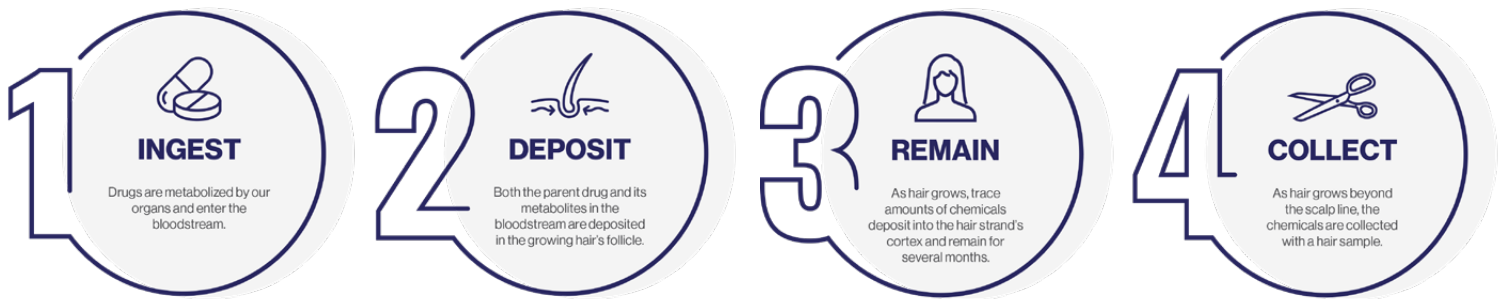 1
INGEST
Drugs are metabolized by our
organs and enter the
bloodstream.
2
DEPOSIT
Both the parent drug and its
metabolites in the
bloodstream are deposited
in the growing hair's follicle.
3
REMAIN
As hair grows, trace
amounts of chemicals
deposit into the hair strand's
cortex and remain for
several months.
4
COLLECT
As hair grows beyond
the scalp line, the
chemicals are collected
with a hair sample.